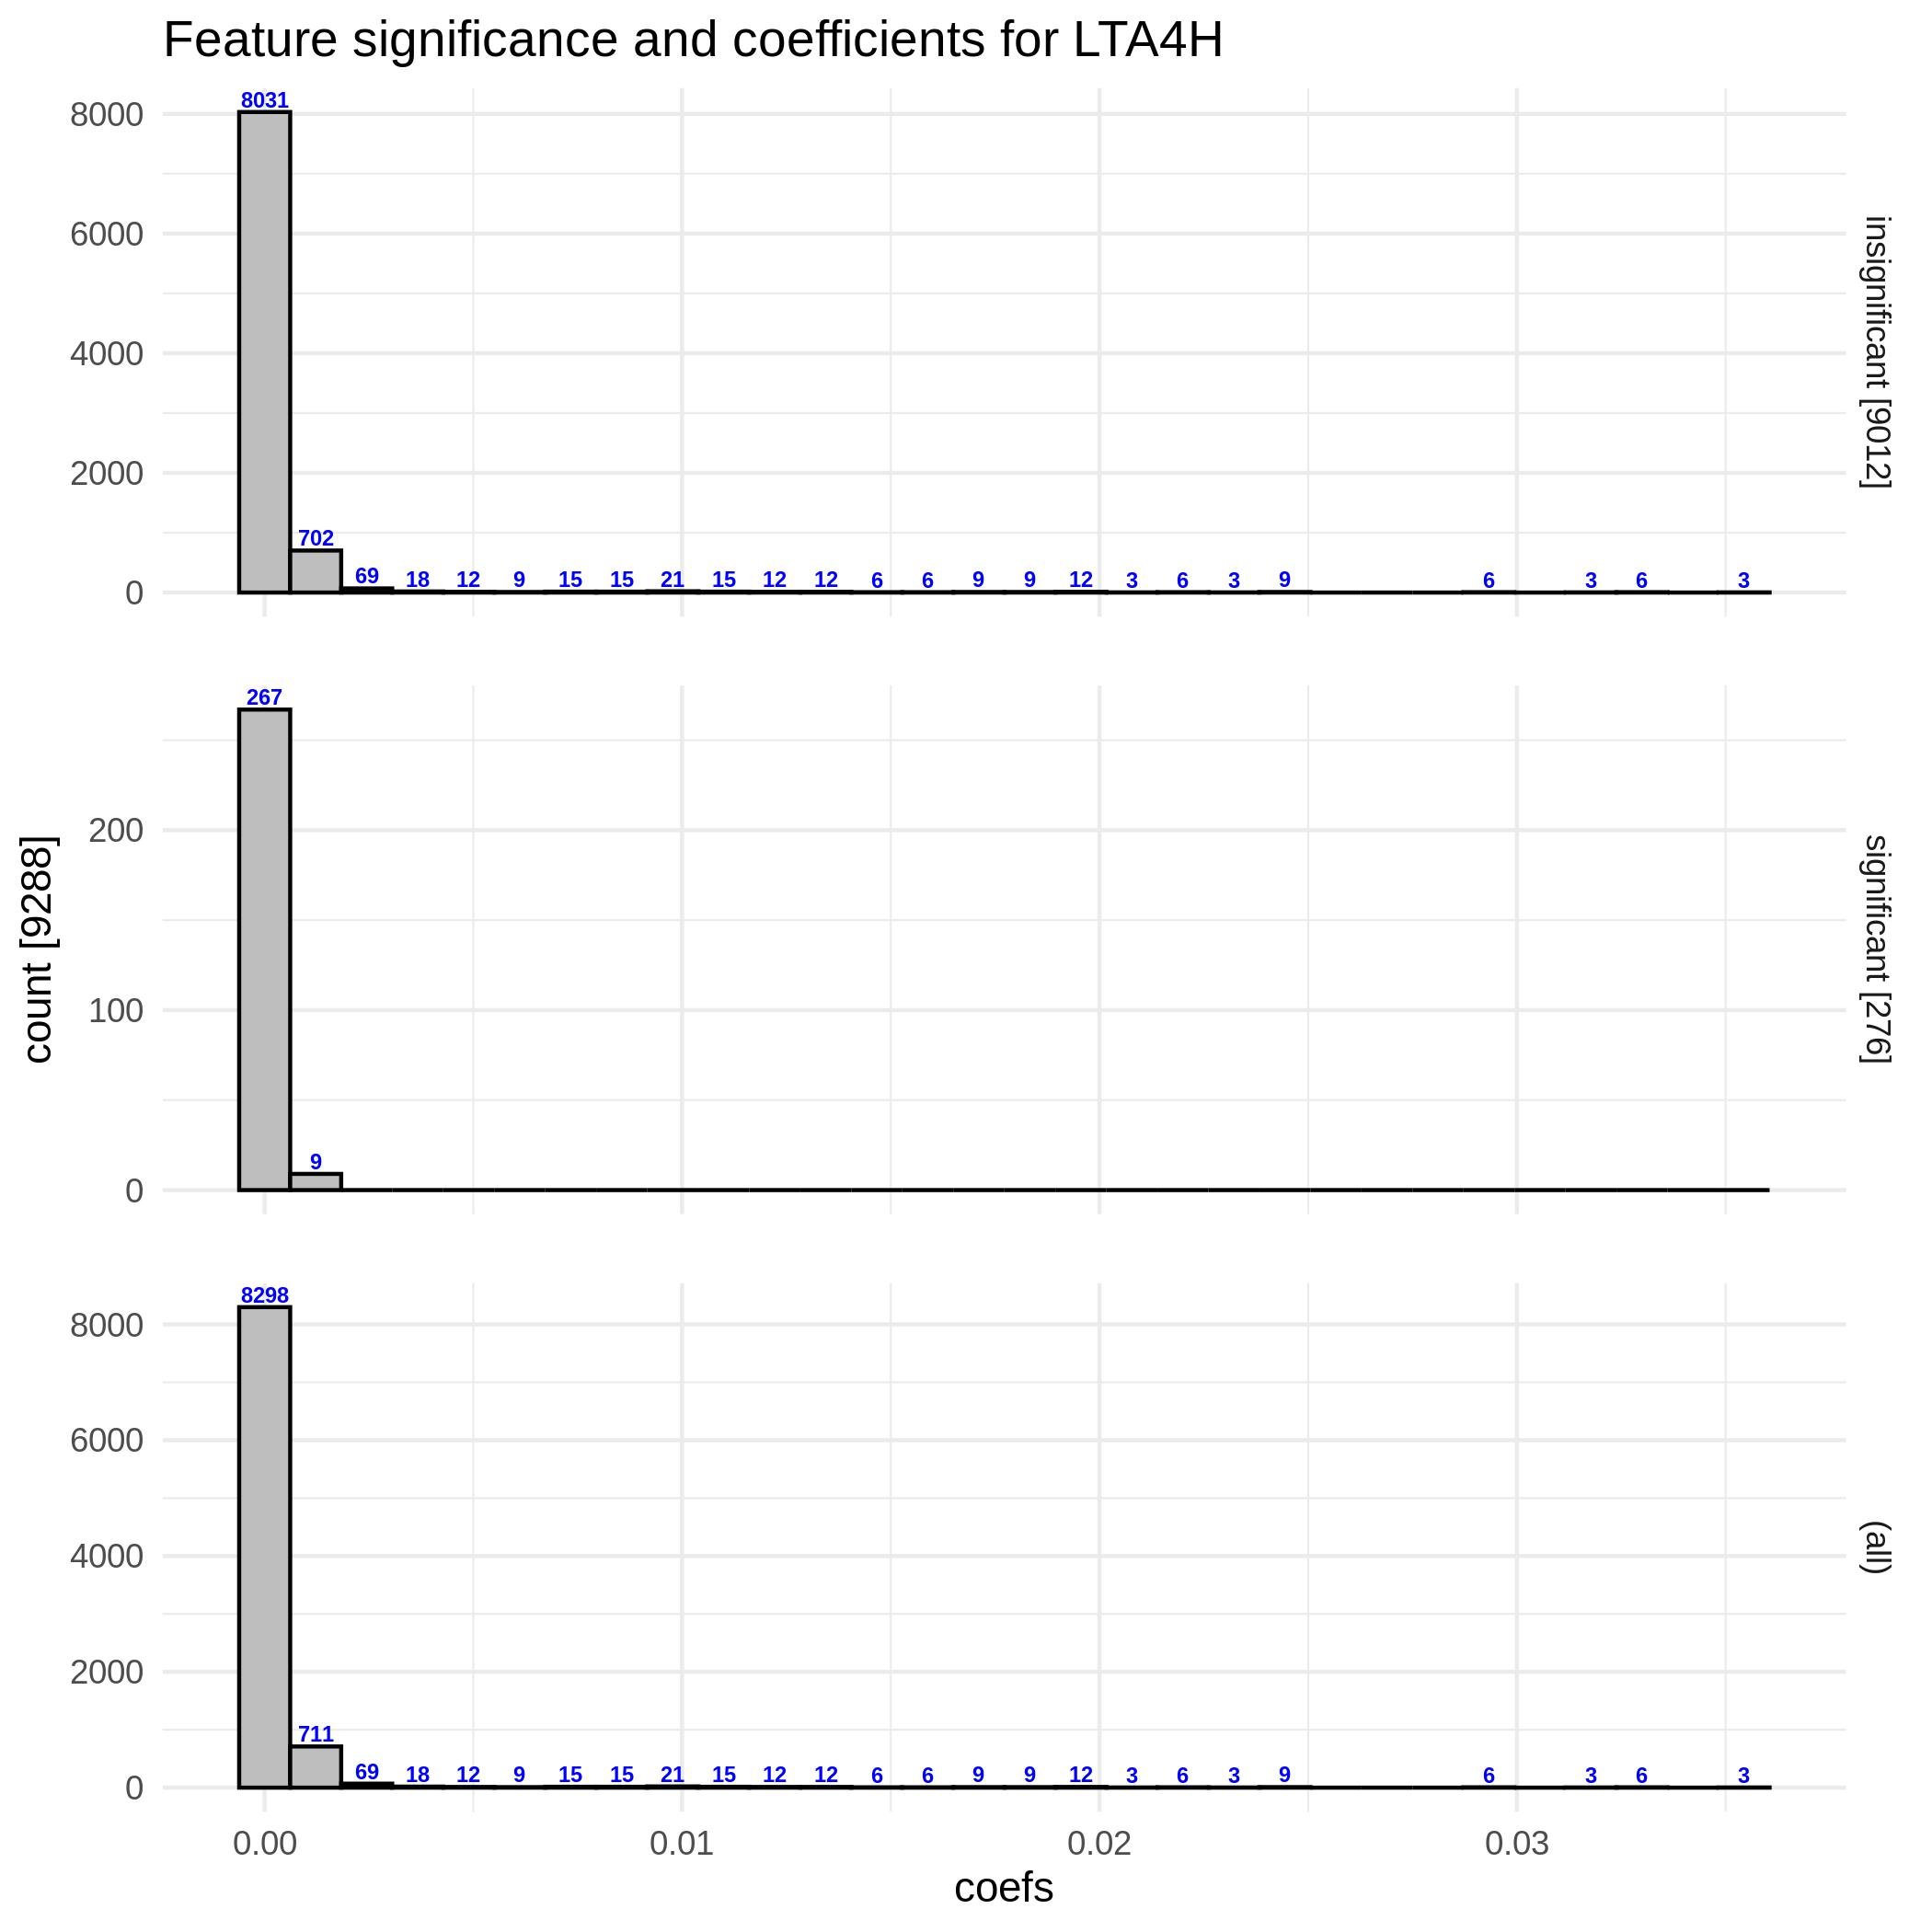 Feature significance and coefficients for LTA4H
8031
8000
6000
4000
2000
0
702
69 18 12 9 15 15 21 15 12 12 6 6 9 9 12 3 6 3 9 6 3 6 3
insignificant [9012]
267
200
100
0
9
significant [276]
count [9288]
8298
8000
6000
4000
2000
0
711
69 18 12 9 15 15 21 15 12 12 6 6 9 9 12 3 6 3 9 6 3 6 3
(all)
0.00 0.01 0.02 0.03
coefs